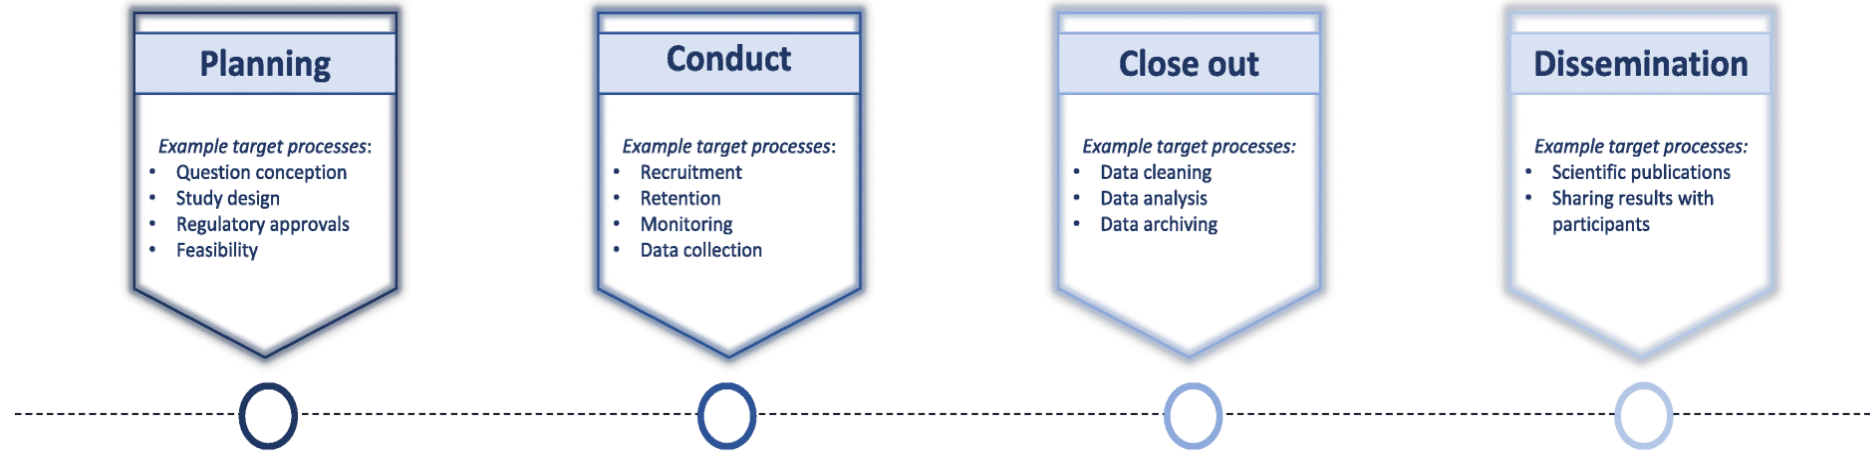 Planning
Example target processes:
• Question conception
• Study design
• Regulatory approvals
• Feasibility
Conduct
Example target processes:
• Recruitment
• Retention
• Monitoring
• Data collection
Close out
Example target processes:
• Data cleaning
• Data analysis
• Data archiving
Dissemination
Example target processes:
• Scientific publications
• Sharing results with
participants